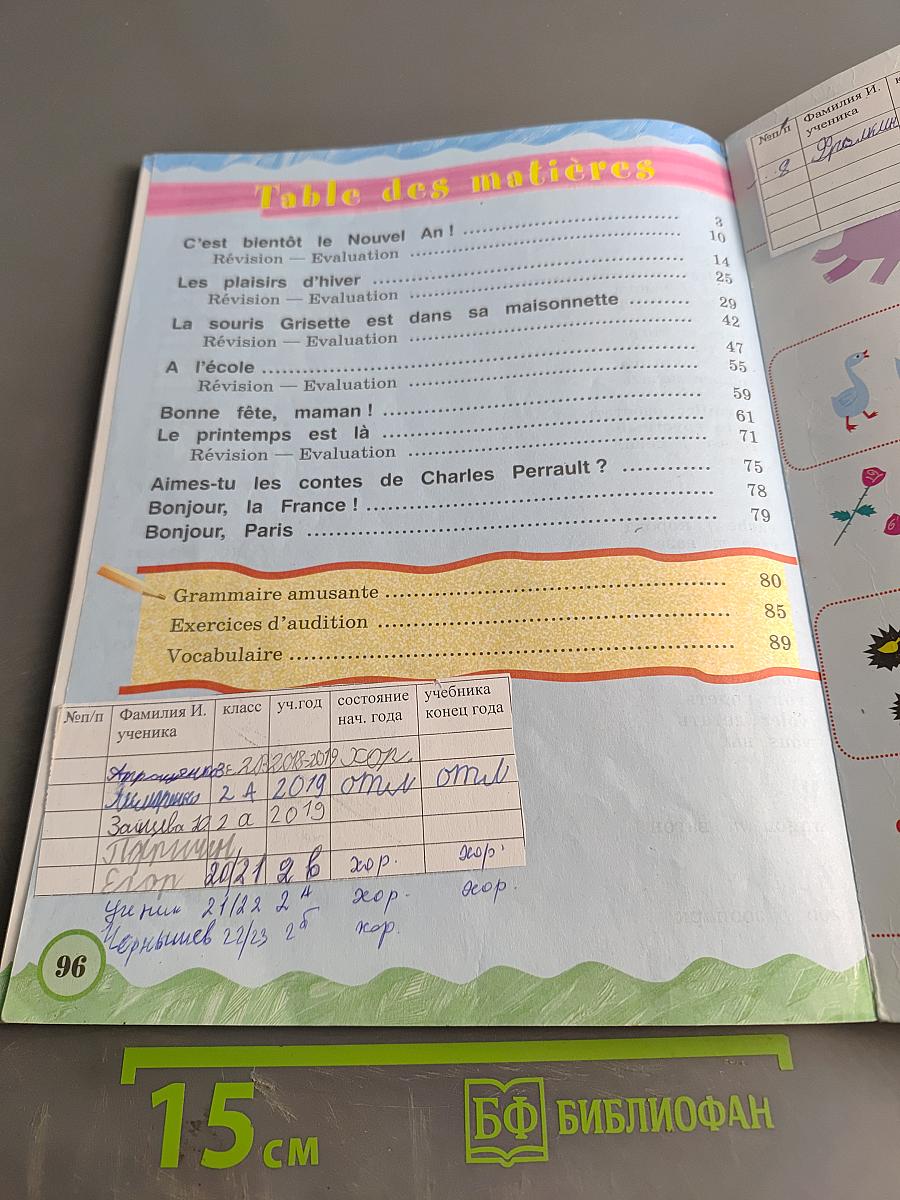 Table des matières
C'est bientôt le Nouvel An ! 3
Révision — Evaluation 10
Les plaisirs d'hiver 14
Révision — Evaluation 25
La souris Grisette est dans sa maisonnette 29
Révision — Evaluation 42
A l'école 47
Révision — Evaluation 55
Bonne fête, maman ! 59
Le printemps est là 61
Révision — Evaluation 71
Aimes-tu les contes de Charles Perrault ? 75
Bonjour, la France ! 78
Bonjour, Paris 79
Grammaire amusante 80
Exercices d'audition 85
Vocabulaire 89
№п/п Фамилия И. ученика класс уч.год состояние нач. года учебника конец года
2018-2019 хор.
2 А 2019 отл отл
Зайцева Ю 2 а 2019
Егор 20/21 2 в хор. хор.
Ученик 21/22 2 А хор. хор.
Чернышев 22/23 2 б хор.
96
№п/п Фамилия И. ученика
8
15 см
БФ БИБЛИОФАН